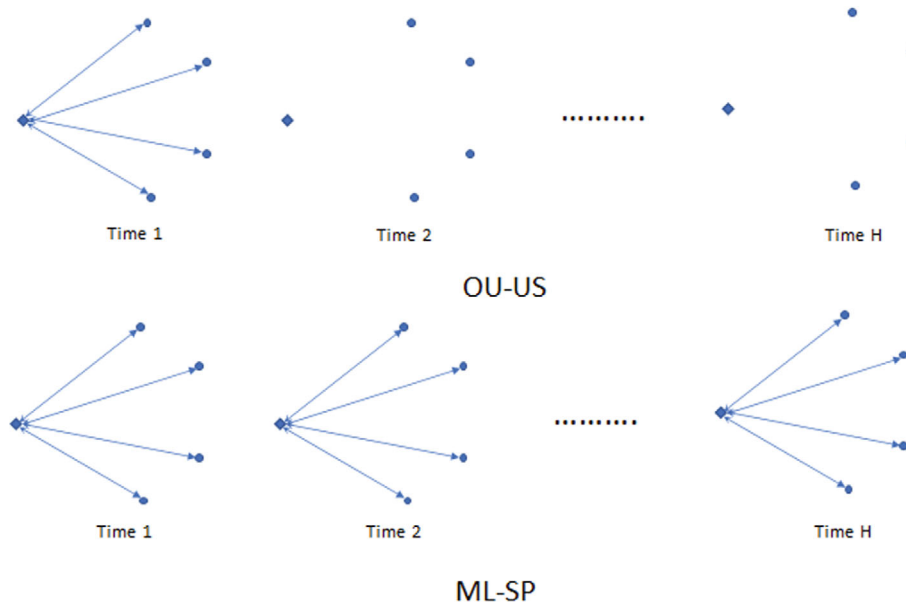 ……….
Time 1
Time 2
Time H
OU-US
……….
Time 1
Time 2
Time H
ML-SP